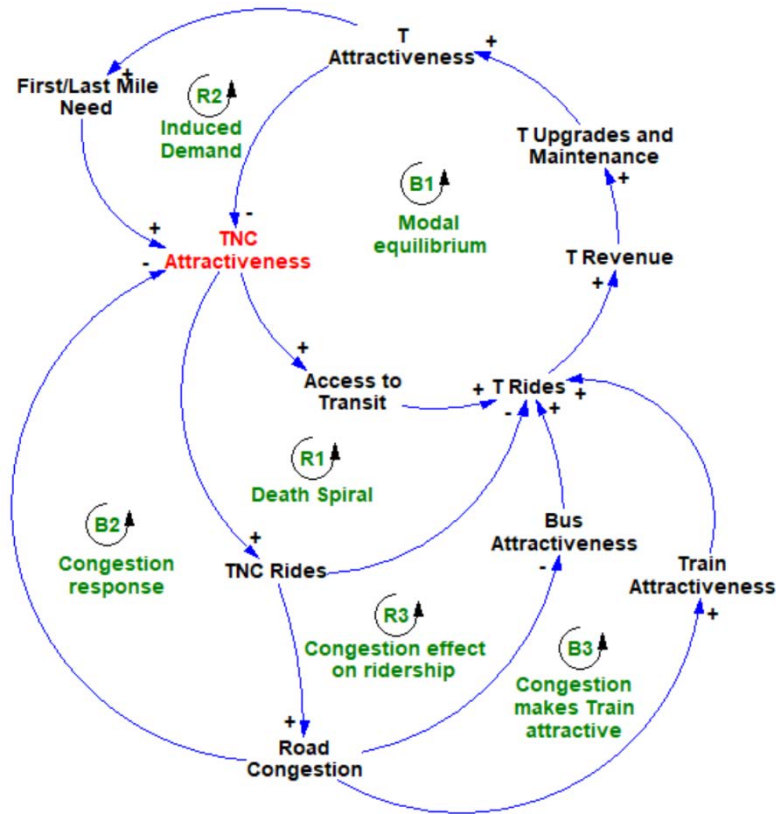 T
Attractiveness
+
+
First/Last Mile
Need
R2
Induced
Demand
T Upgrades and
Maintenance
+
B1
Modal
equilibrium
+
-
-
TNC
Attractiveness
T Revenue
+
+
Access to
Transit
+
T Rides
+
-
+
R1
Death Spiral
B2
Congestion
response
+
TNC Rides
Bus
Attractiveness
-
Train
Attractiveness
+
R3
Congestion effect
on ridership
B3
Congestion
makes Train
attractive
+
Road
Congestion